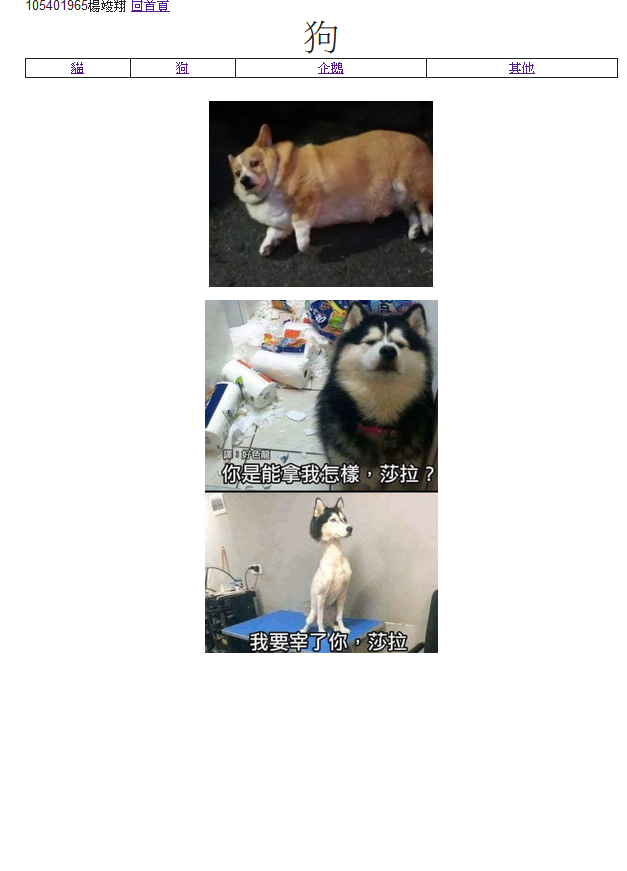 105401965楊竣翔 回首頁
狗
貓 狗 企鵝 其他
譯：好色龍
你是能拿我怎樣，莎拉？
我要宰了你，莎拉